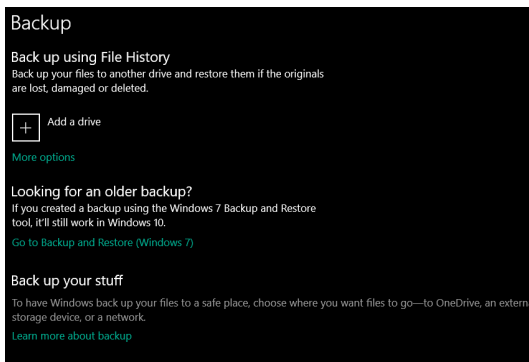 Backup
Back up using File History
Back up your files to another drive and restore them if the originals
are lost, damaged or deleted.
Add a drive
More options
Looking for an older backup?
If you created a backup using the Windows 7 Backup and Restore
tool, it'll still work in Windows 10.
Go to Backup and Restore (Windows 7)
Back up your stuff
To have Windows back up your files to a safe place, choose where you want files to go—to OneDrive, an extern
storage device, or a network.
Learn more about backup